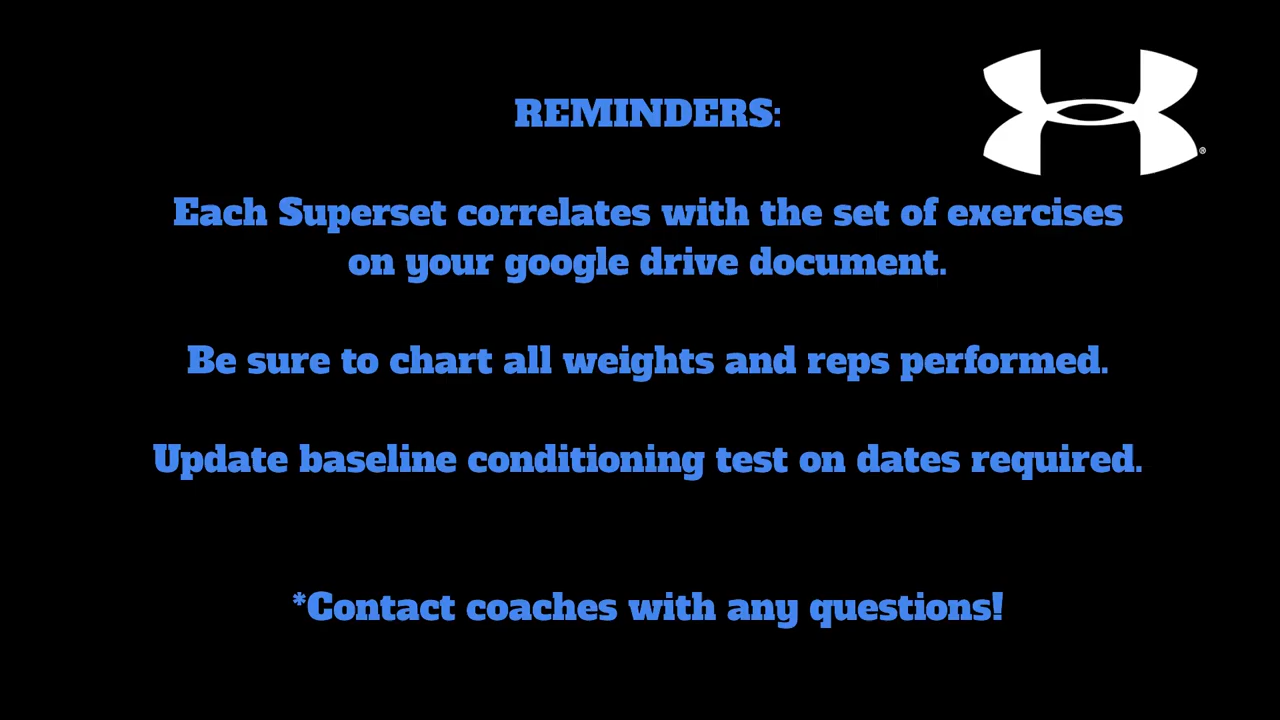 REMINDERS:
Each Superset correlates with the set of exercises
on your google drive document.
Be sure to chart all weights and reps performed.
Update baseline conditioning test on dates required.
*Contact coaches with any questions!